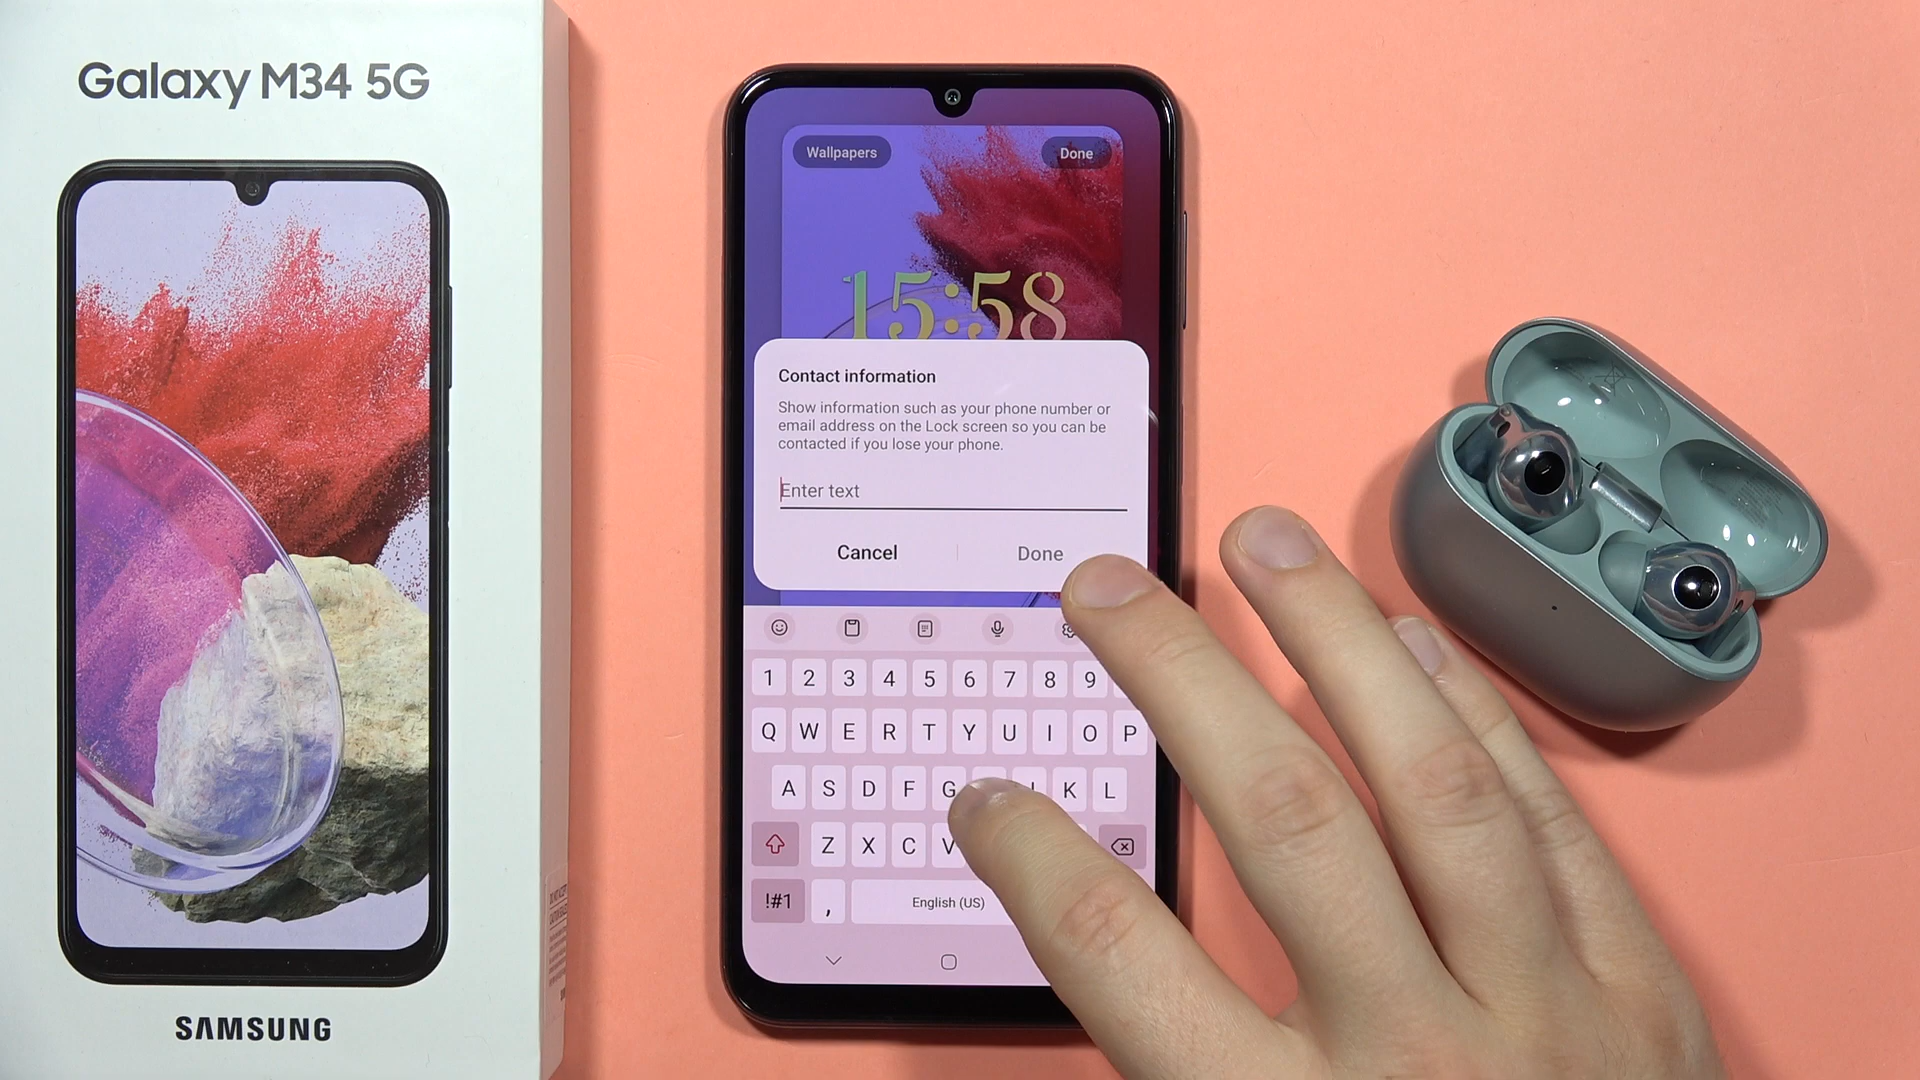 Galaxy M34 5G
SAMSUNG
Wallpapers
Done
15:58
Contact information
Show information such as your phone number or
email address on the Lock screen so you can be
contacted if you lose your phone.
Enter text
Cancel
Done
1 2 3 4 5 6 7 8 9
Q W E R T Y U I O P
A S D F G K L
Z X C V
!#1 , English (US)